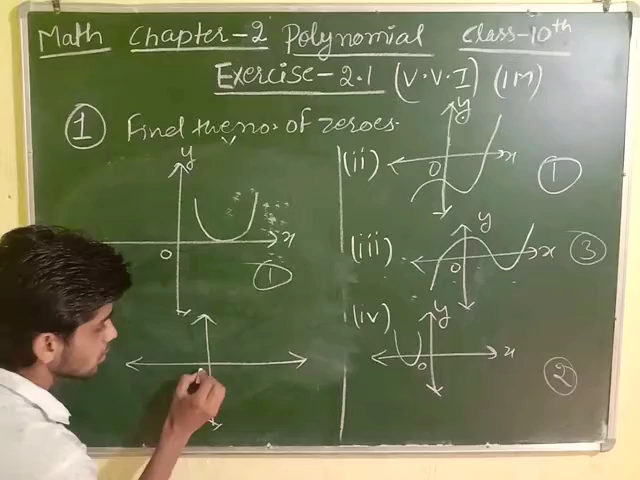 Math Chapter-2 Polynomial Class-10th
Exercise-2.1 (V.V.I) (1M)
1 Find the no. of zeroes.
y
x
0
1
(ii)
y
x
0
1
(iii)
y
x
0
3
(iv)
y
x
0
2